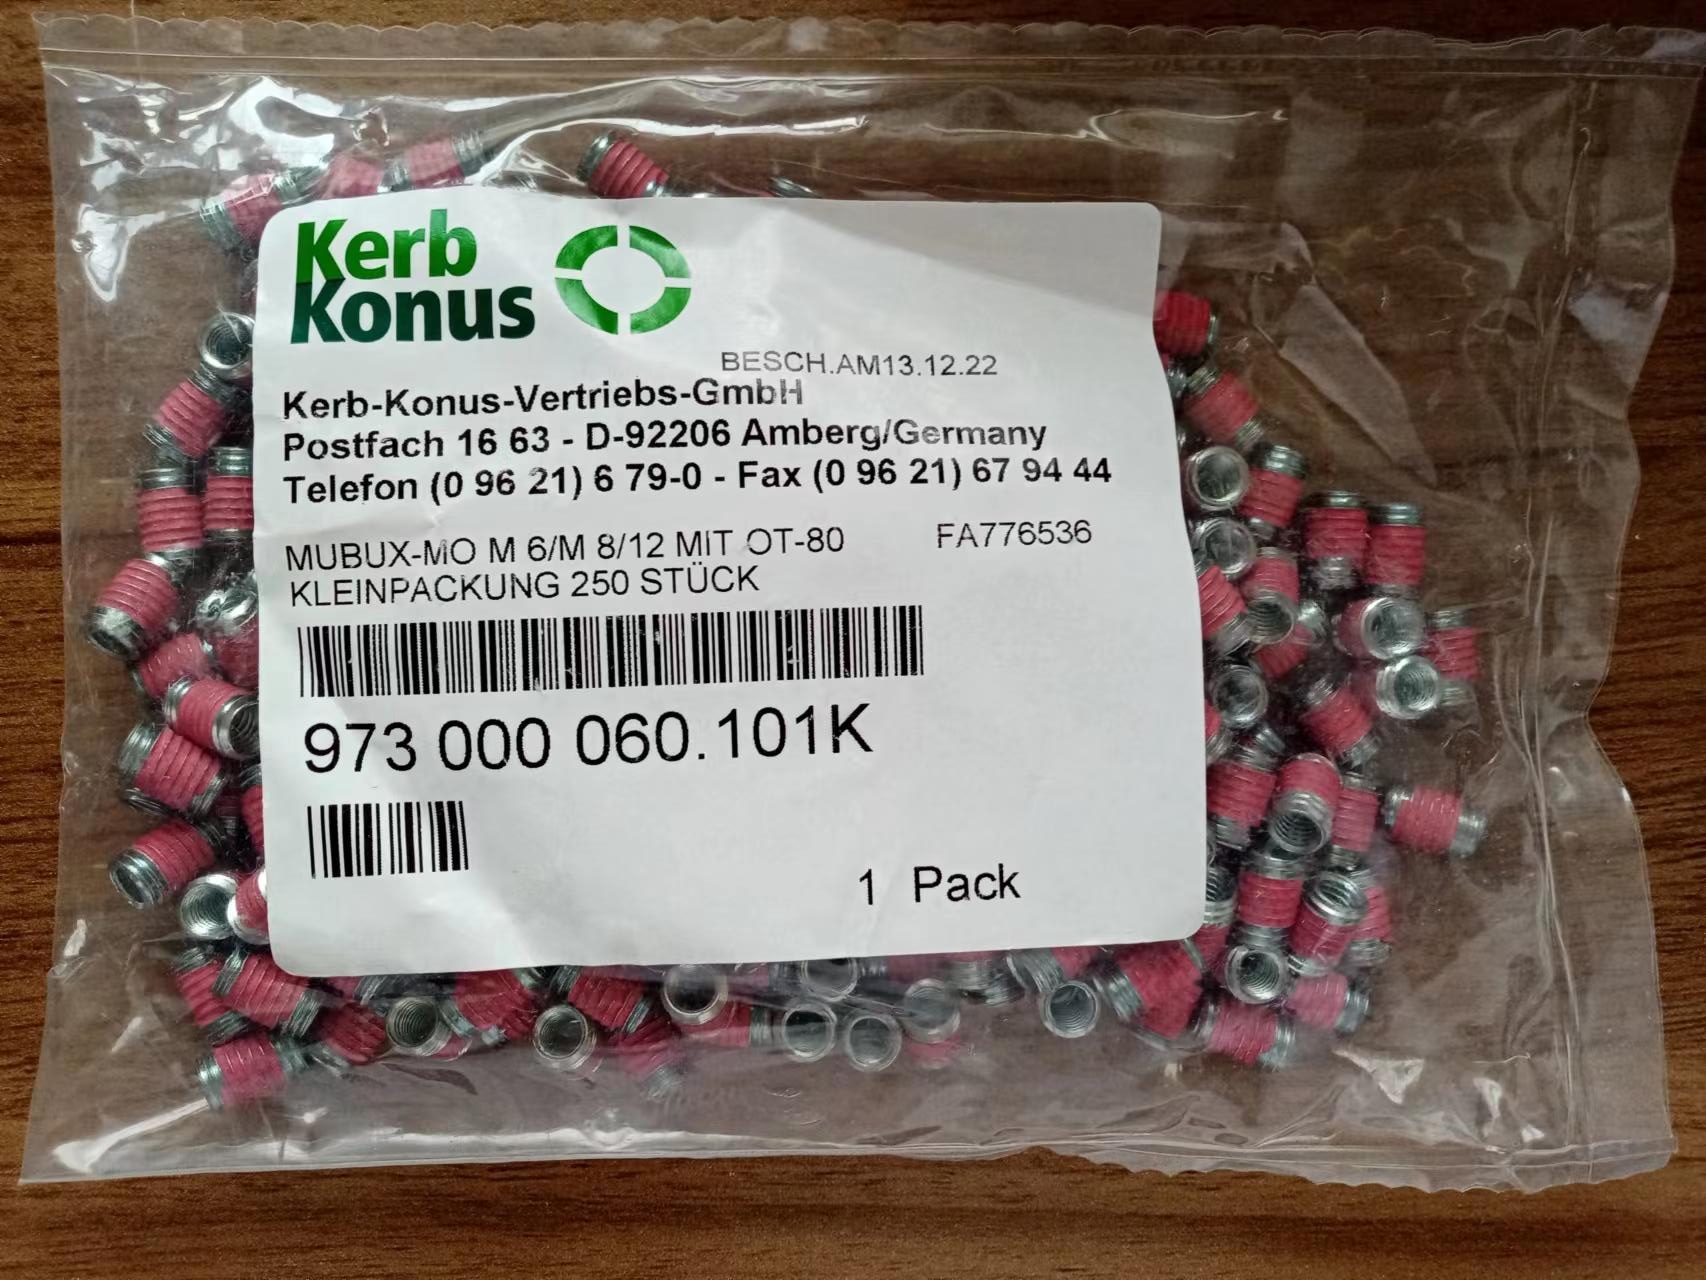 Kerb
Konus
BESCH.AM13.12.22
Kerb-Konus-Vertriebs-GmbH
Postfach 16 63 - D-92206 Amberg/Germany
Telefon (0 96 21) 6 79-0 - Fax (0 96 21) 67 94 44
MUBUX-MO M 6/M 8/12 MIT OT-80 FA776536
KLEINPACKUNG 250 STÜCK
973 000 060.101K
1 Pack